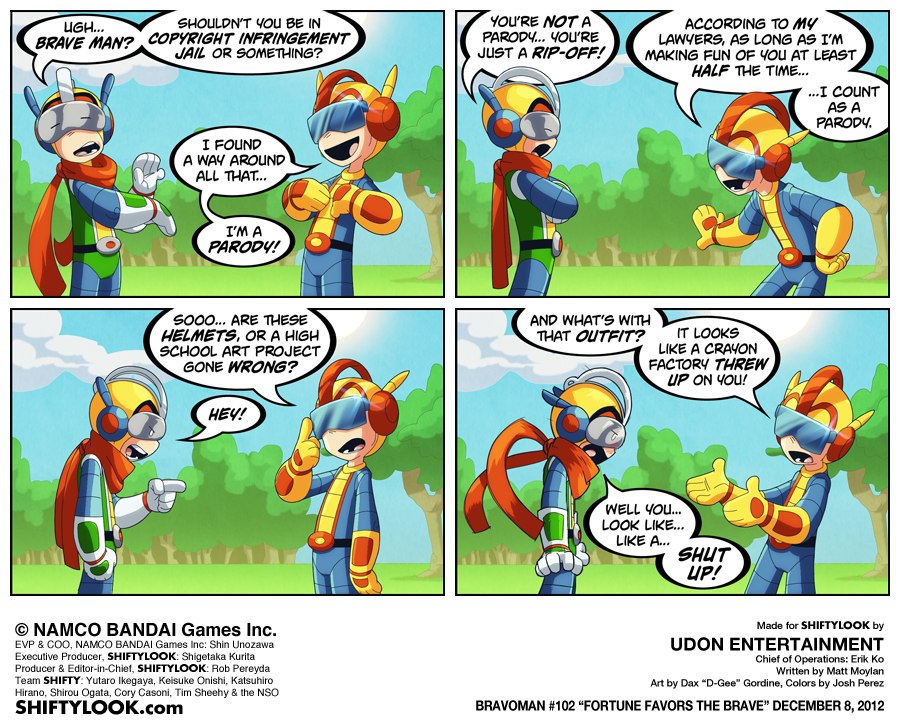 UGH...
BRAVE MAN?
SHOULDN'T YOU BE IN
COPYRIGHT INFRINGEMENT
JAIL OR SOMETHING?
I FOUND
A WAY AROUND
ALL THAT...
I'M A
PARODY!
YOU'RE NOT A
PARODY... YOU'RE
JUST A RIP-OFF!
ACCORDING TO MY
LAWYERS, AS LONG AS I'M
MAKING FUN OF YOU AT LEAST
HALF THE TIME...
...I COUNT
AS A
PARODY.
SOOO... ARE THESE
HELMETS, OR A HIGH
SCHOOL ART PROJECT
GONE WRONG?
HEY!
AND WHAT'S WITH
THAT OUTFIT?
IT LOOKS
LIKE A CRAYON
FACTORY THREW
UP ON YOU!
WELL YOU...
LOOK LIKE...
LIKE A...
SHUT
UP!
© NAMCO BANDAI Games Inc.
EVP & COO, NAMCO BANDAI Games Inc: Shin Unozawa
Executive Producer, SHIFTYLOOK: Shigetaka Kurita
Producer & Editor-in-Chief, SHIFTYLOOK: Rob Pereyda
Team SHIFTY: Yutaro Ikegaya, Keisuke Onishi, Katsuhiro
Hirano, Shirou Ogata, Cory Casoni, Tim Sheehy & the NSO
SHIFTYLOOK.com
Made for SHIFTYLOOK by
UDON ENTERTAINMENT
Chief of Operations: Erik Ko
Written by Matt Moylan
Art by Dax "D-Gee" Gordine, Colors by Josh Perez
BRAVOMAN #102 "FORTUNE FAVORS THE BRAVE" DECEMBER 8, 2012